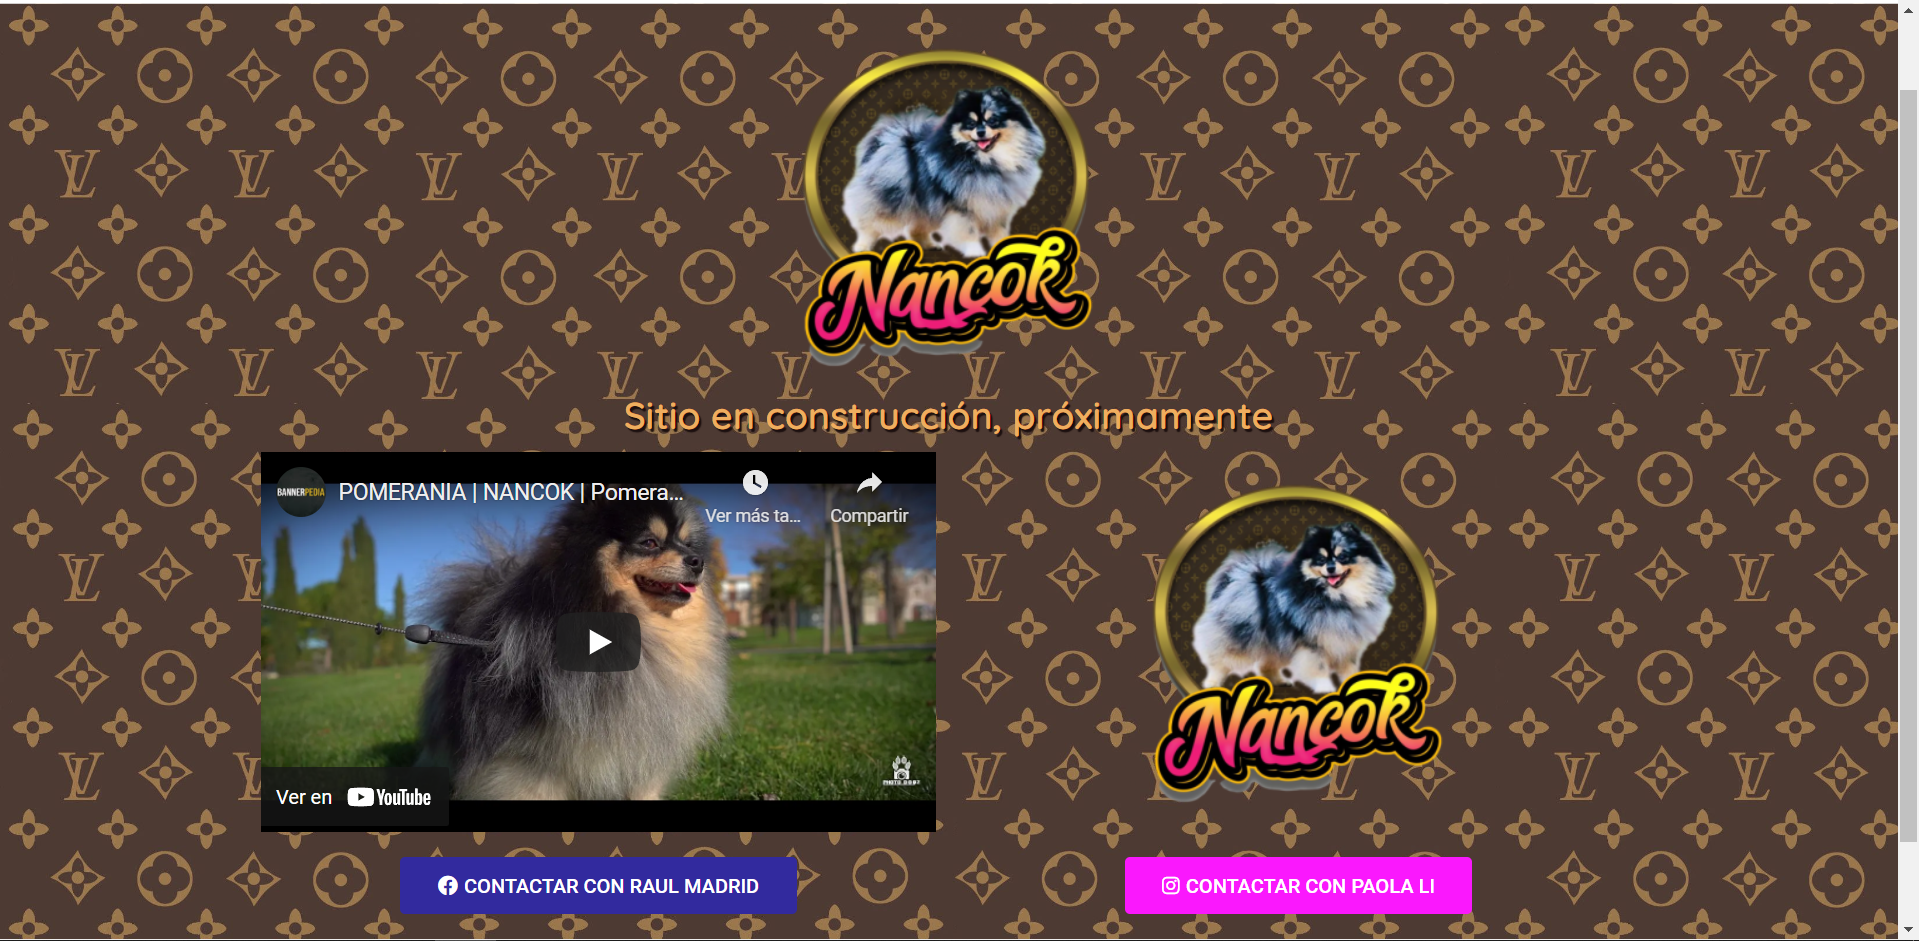 Nancok
Sitio en construcción, próximamente
BANNERPEDIA
POMERANIA | NANCOK | Pomera...
Ver más ta...
Compartir
Ver en YouTube
Nancok
CONTACTAR CON RAUL MADRID
CONTACTAR CON PAOLA LI